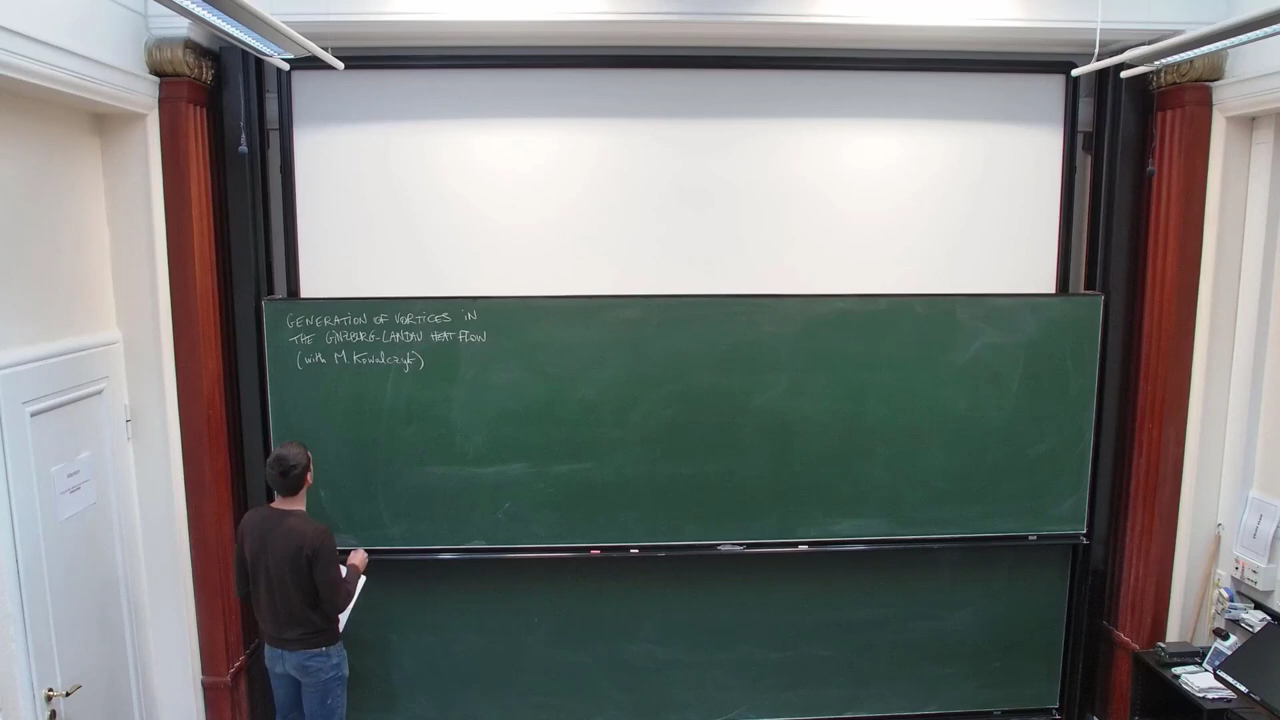 GENERATION OF VORTICES IN
THE GINZBURG-LANDAU HEAT FLOW
(with M. Kowalczyk)